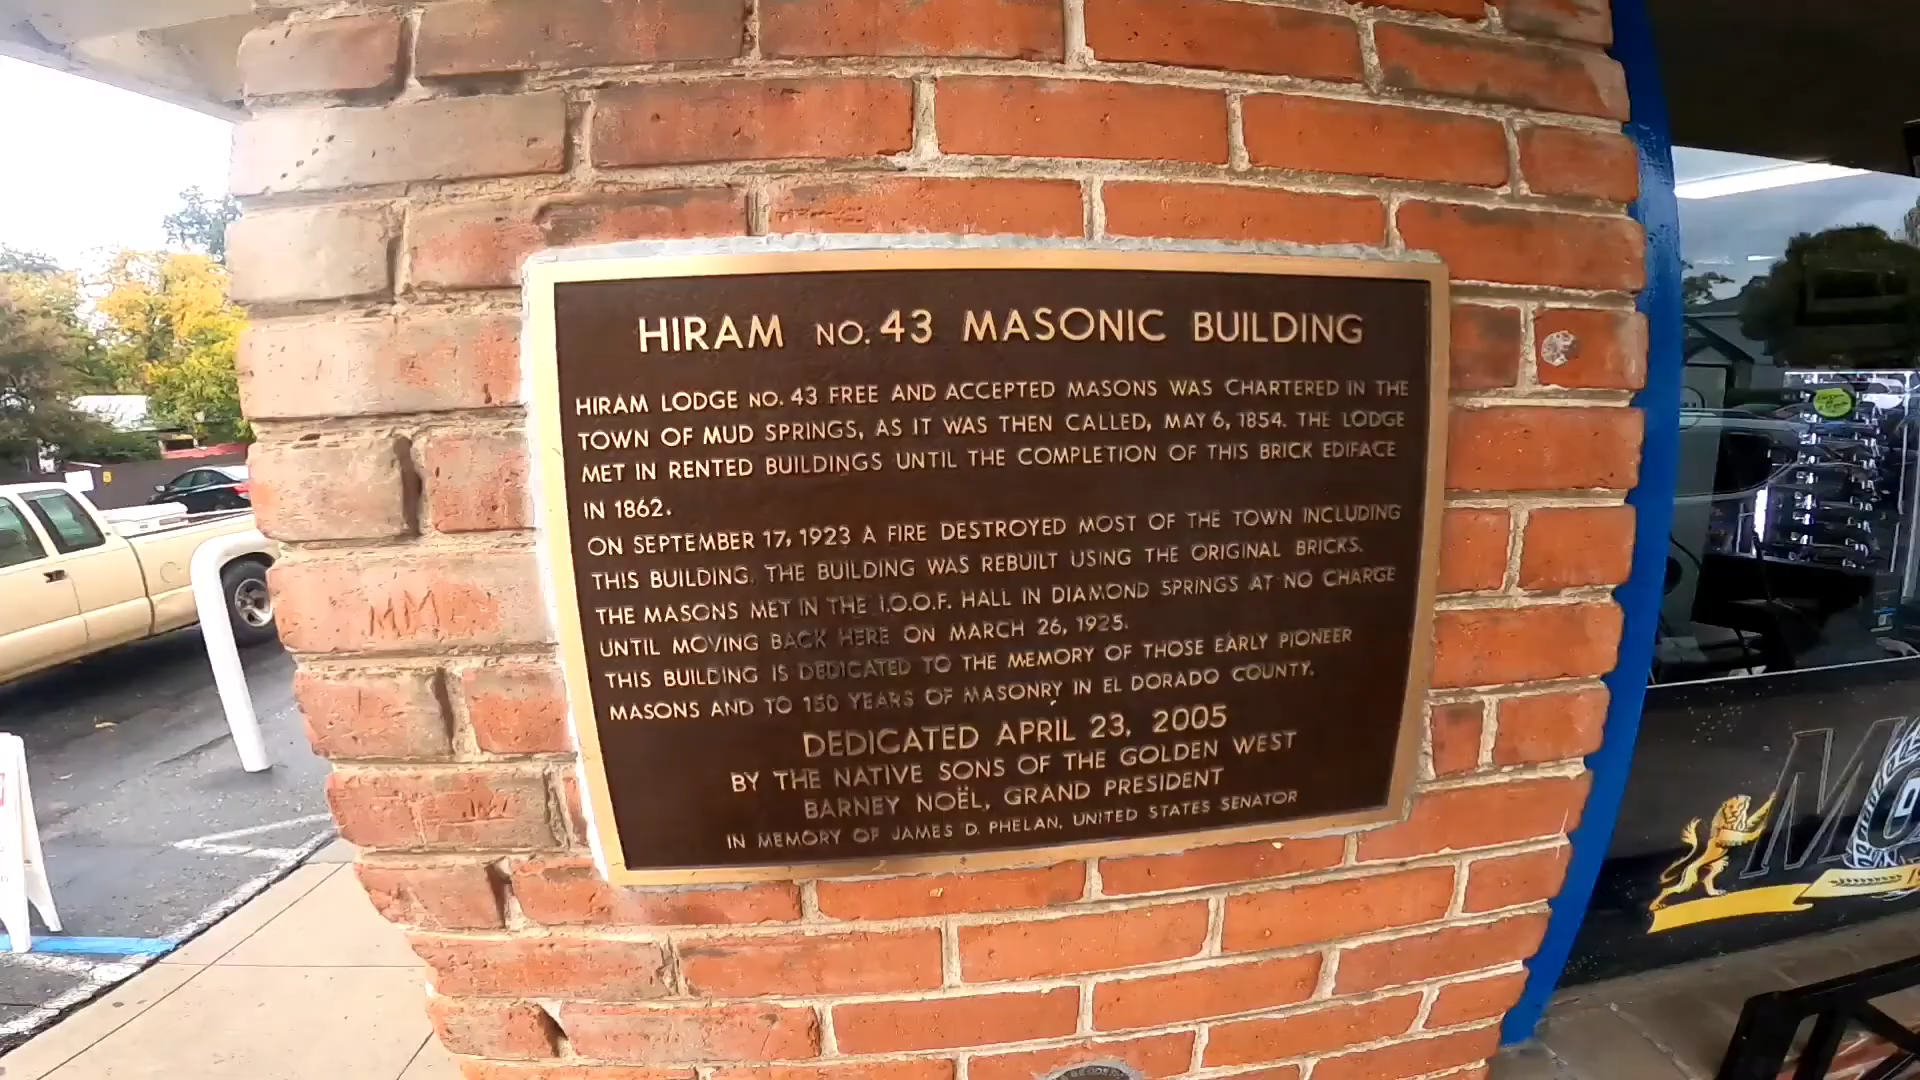 HIRAM NO. 43 MASONIC BUILDING
HIRAM LODGE NO. 43 FREE AND ACCEPTED MASONS WAS CHARTERED IN THE
TOWN OF MUD SPRINGS, AS IT WAS THEN CALLED, MAY 6, 1854. THE LODGE
MET IN RENTED BUILDINGS UNTIL THE COMPLETION OF THIS BRICK EDIFACE
IN 1862.
ON SEPTEMBER 17, 1923 A FIRE DESTROYED MOST OF THE TOWN INCLUDING
THIS BUILDING, THE BUILDING WAS REBUILT USING THE ORIGINAL BRICKS.
THE MASONS MET IN THE I.O.O.F. HALL IN DIAMOND SPRINGS AT NO CHARGE
UNTIL MOVING BACK HERE ON MARCH 26, 1925.
THIS BUILDING IS DEDICATED TO THE MEMORY OF THOSE EARLY PIONEER
MASONS AND TO 150 YEARS OF MASONRY IN EL DORADO COUNTY.
DEDICATED APRIL 23, 2005
BY THE NATIVE SONS OF THE GOLDEN WEST
BARNEY NOËL, GRAND PRESIDENT
IN MEMORY OF JAMES D. PHELAN, UNITED STATES SENATOR
MM